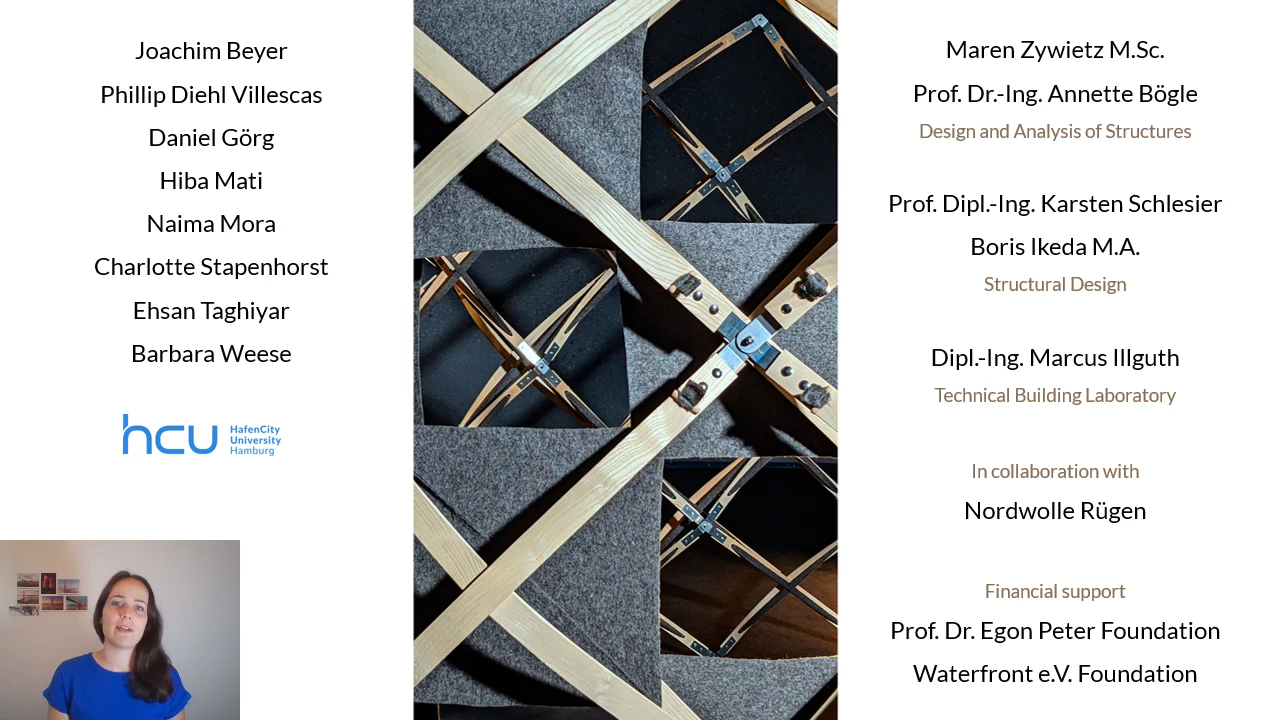 Joachim Beyer
Phillip Diehl Villescas
Daniel Görg
Hiba Mati
Naima Mora
Charlotte Stapenhorst
Ehsan Taghiyar
Barbara Weese
hcu
HafenCity
University
Hamburg
Maren Zywietz M.Sc.
Prof. Dr.-Ing. Annette Bögle
Design and Analysis of Structures
Prof. Dipl.-Ing. Karsten Schlesier
Boris Ikeda M.A.
Structural Design
Dipl.-Ing. Marcus Illguth
Technical Building Laboratory
In collaboration with
Nordwolle Rügen
Financial support
Prof. Dr. Egon Peter Foundation
Waterfront e.V. Foundation